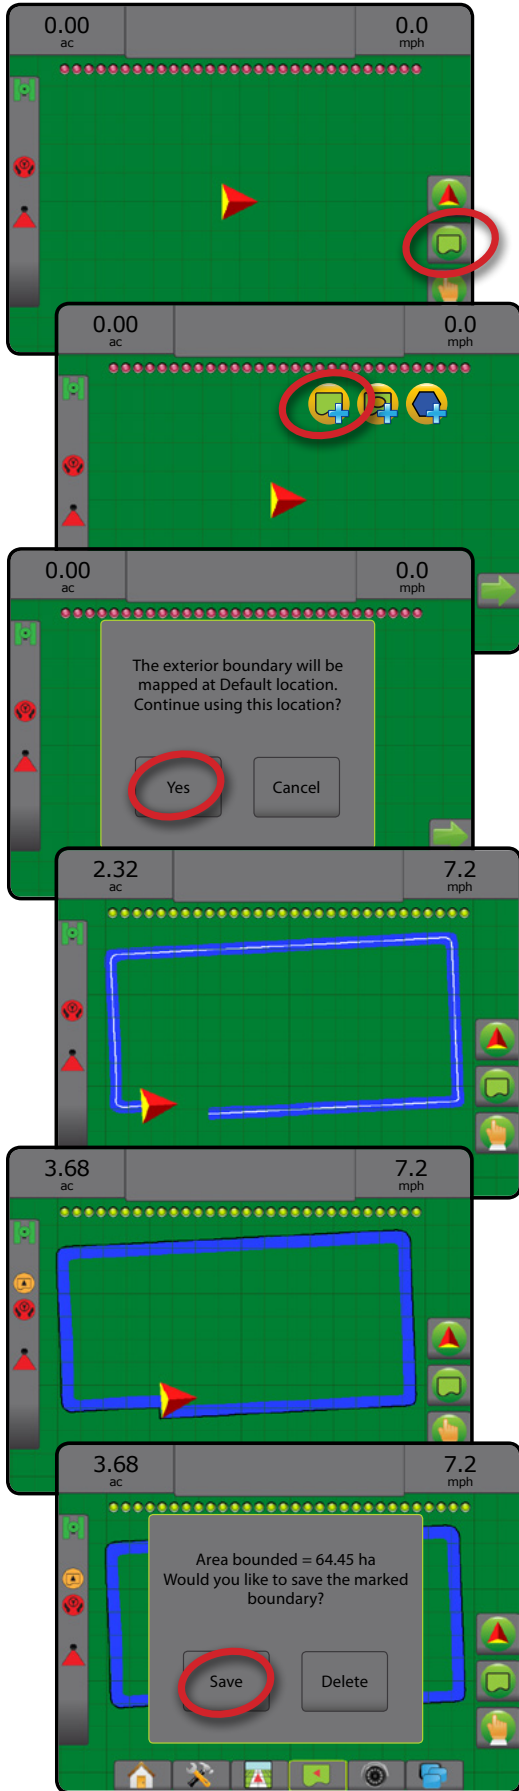 0.00 0.0
ac mph
0.00 0.0
ac mph
0.00 0.0
ac mph
The exterior boundary will be
mapped at Default location.
Continue using this location?
Yes Cancel
2.32 7.2
ac mph
3.68 7.2
ac mph
3.68 7.2
ac mph
Area bounded = 64.45 ha
Would you like to save the marked
boundary?
Save Delete